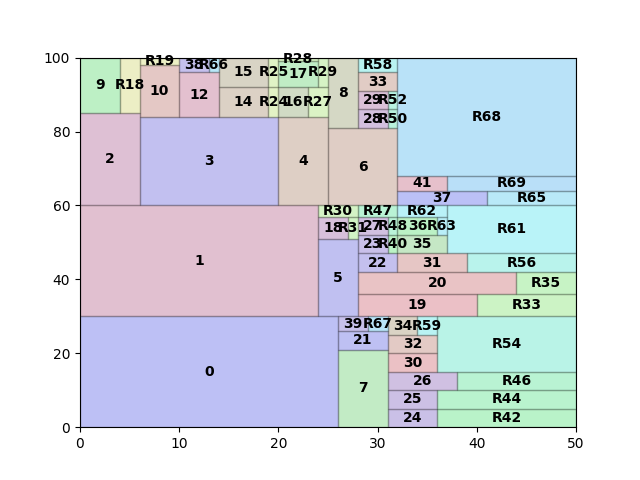 100
R19 38 R66 R28 R58
9 R18 15 R25 17 R29 33
10 12 8 R68
14 R24 16 R27 29 R52
28 R50
80
2 3 4 6
41 R69
37 R65
60
R30 R47 R62
18 R31 27 R48 36 R63 R61
23 R40 35
1 22 31 R56
40
5 20 R35
19 R33
39 R67 34 R59
21 32 R54
20
0 30
7 26 R46
25 R44
24 R42
0
0 10 20 30 40 50